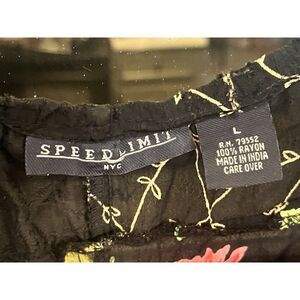 SPEED LIMIT
NYC
L
R.N. 79552
100% RAYON
MADE IN INDIA
CARE OVER